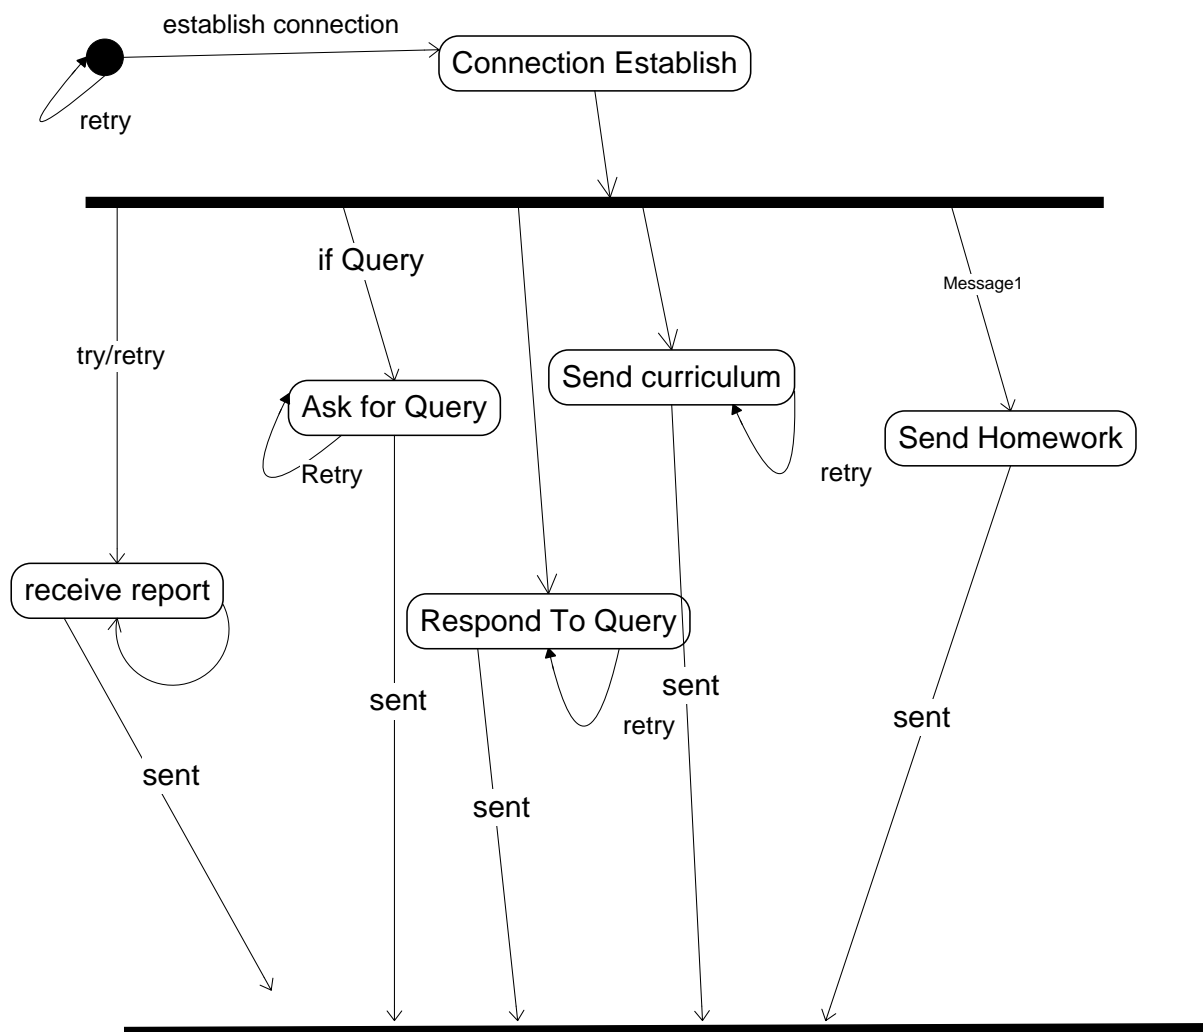 establish connection
Connection Establish
retry
if Query
Message1
try/retry
Send curriculum
Ask for Query
Send Homework
Retry
retry
receive report
Respond To Query
sent
sent
sent
retry
sent
sent